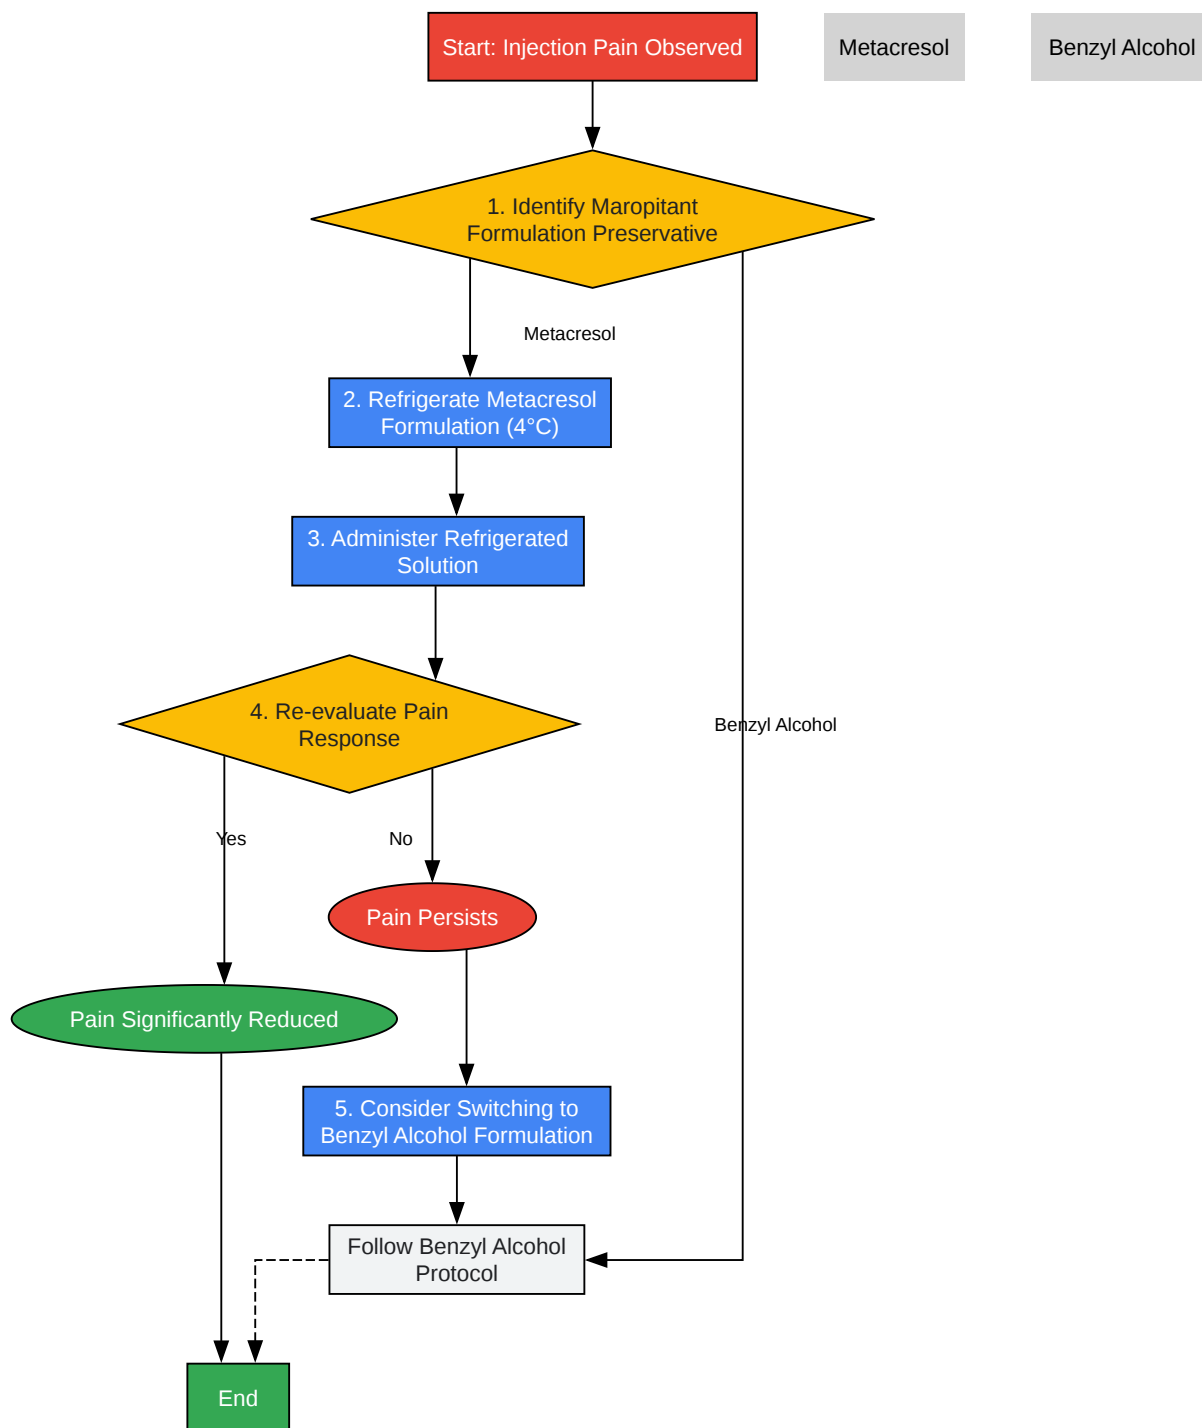 Start: Injection Pain Observed
Metacresol
Benzyl Alcohol
1. Identify Maropitant
Formulation Preservative
Metacresol
2. Refrigerate Metacresol
Formulation (4°C)
3. Administer Refrigerated
Solution
4. Re-evaluate Pain
Response
Benzyl Alcohol
Yes
No
Pain Persists
Pain Significantly Reduced
5. Consider Switching to
Benzyl Alcohol Formulation
Follow Benzyl Alcohol
Protocol
End